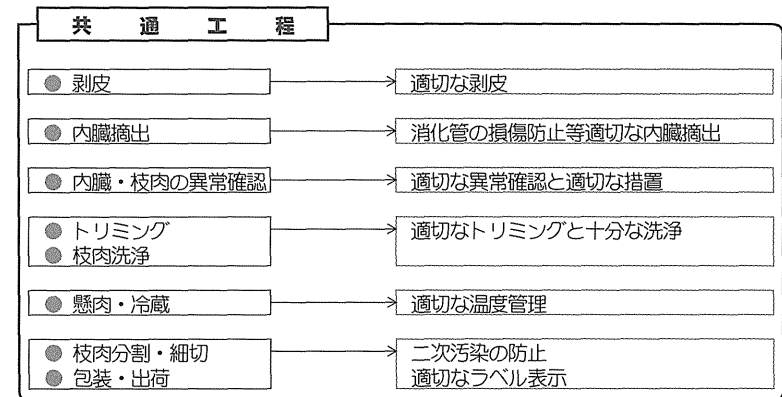 共通工程
● 剥皮
適切な剥皮
● 内臓摘出
消化管の損傷防止等適切な内臓摘出
● 内臓・枝肉の異常確認
適切な異常確認と適切な措置
● トリミング
● 枝肉洗浄
適切なトリミングと十分な洗浄
● 懸肉・冷蔵
適切な温度管理
● 枝肉分割・細切
● 包装・出荷
二次汚染の防止
適切なラベル表示